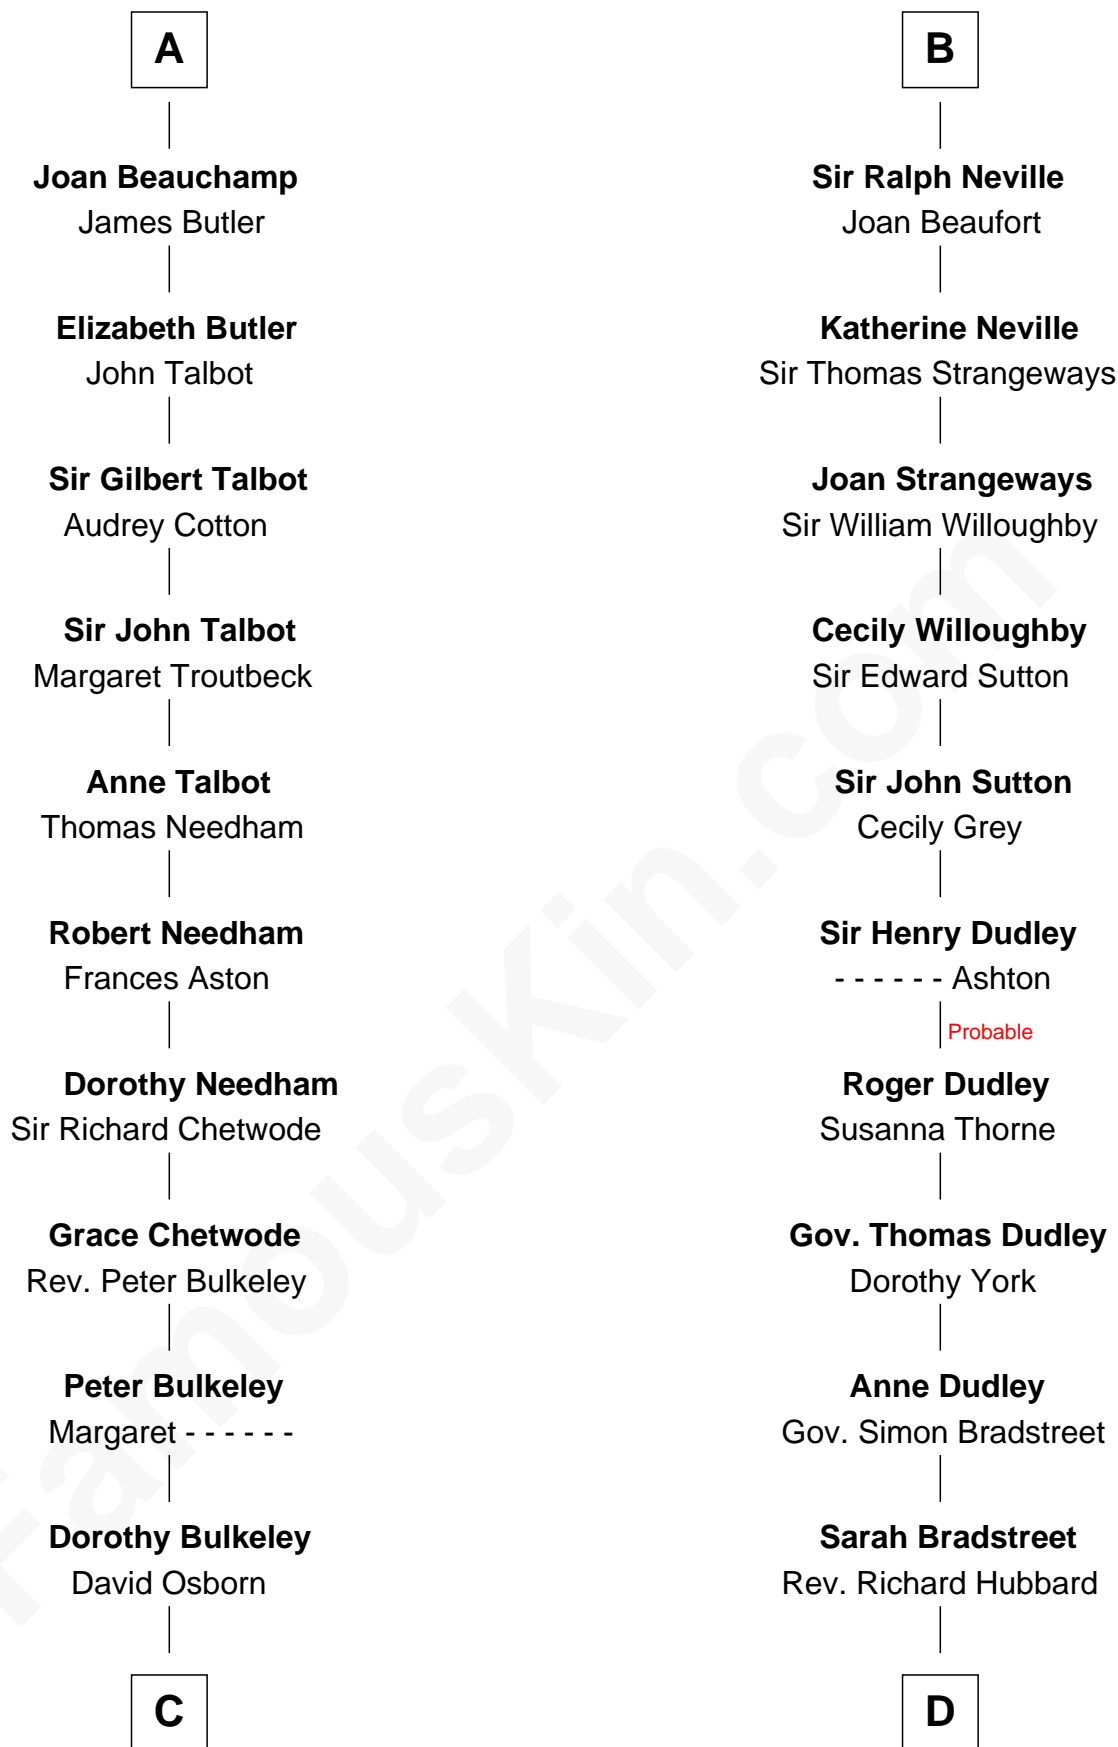 A
Joan Beauchamp
James Butler
Elizabeth Butler
John Talbot
Sir Gilbert Talbot
Audrey Cotton
Sir John Talbot
Margaret Troutbeck
Anne Talbot
Thomas Needham
Robert Needham
Frances Aston
Dorothy Needham
Sir Richard Chetwode
Grace Chetwode
Rev. Peter Bulkeley
Peter Bulkeley
Margaret - - - - - -
Dorothy Bulkeley
David Osborn
C
B
Sir Ralph Neville
Joan Beaufort
Katherine Neville
Sir Thomas Strangeways
Joan Strangeways
Sir William Willoughby
Cecily Willoughby
Sir Edward Sutton
Sir John Sutton
Cecily Grey
Sir Henry Dudley
- - - - - - Ashton
Probable
Roger Dudley
Susanna Thorne
Gov. Thomas Dudley
Dorothy York
Anne Dudley
Gov. Simon Bradstreet
Sarah Bradstreet
Rev. Richard Hubbard
D
FamousKin.com